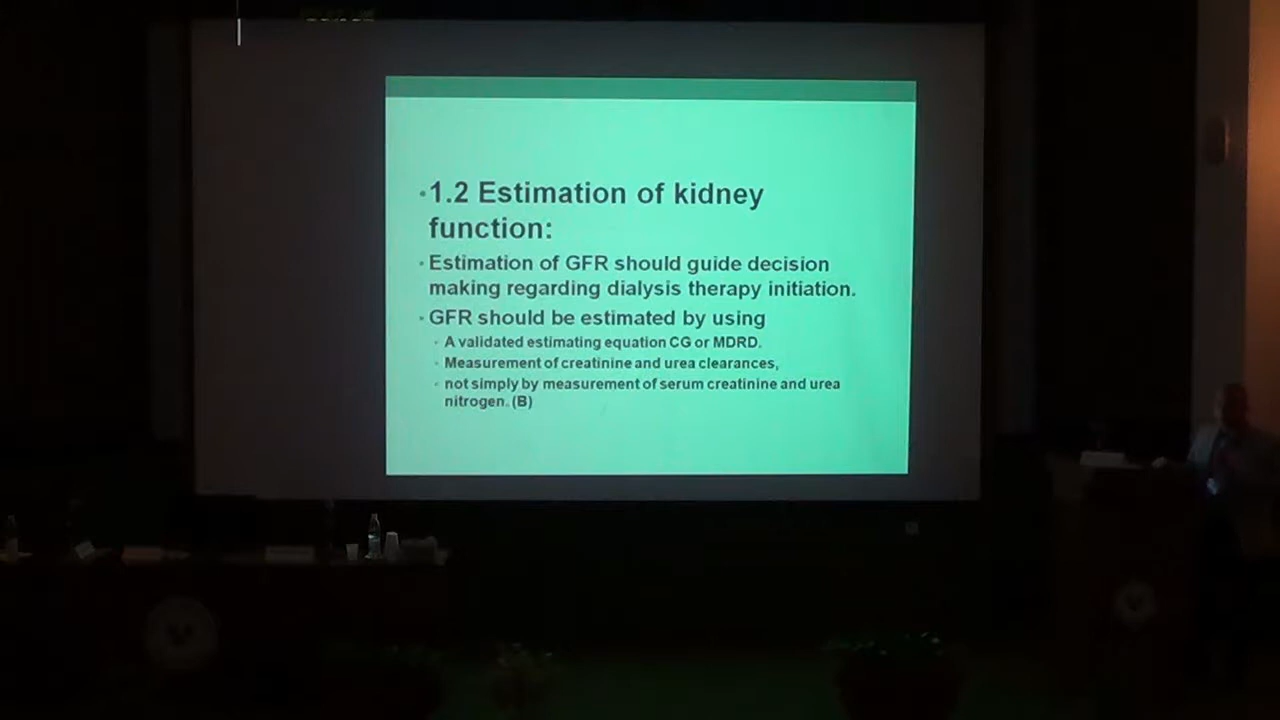 •1.2 Estimation of kidney
function:
• Estimation of GFR should guide decision
making regarding dialysis therapy initiation.
• GFR should be estimated by using
• A validated estimating equation CG or MDRD.
• Measurement of creatinine and urea clearances,
• not simply by measurement of serum creatinine and urea
nitrogen. (B)